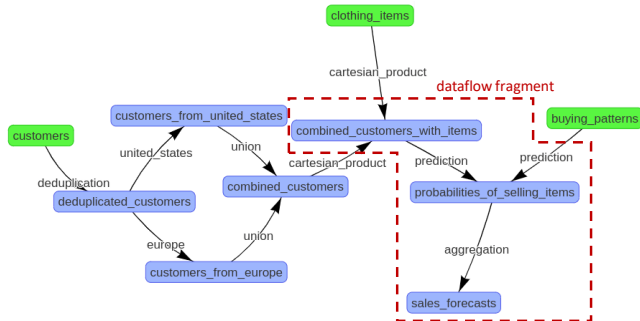 clothing_items
cartesian_product
dataflow fragment
customers_from_united_states
buying_patterns
customers
combined_customers_with_items
united_states
union
cartesian_product
prediction
prediction
deduplication
combined_customers
probabilities_of_selling_items
deduplicated_customers
europe
union
aggregation
customers_from_europe
sales_forecasts